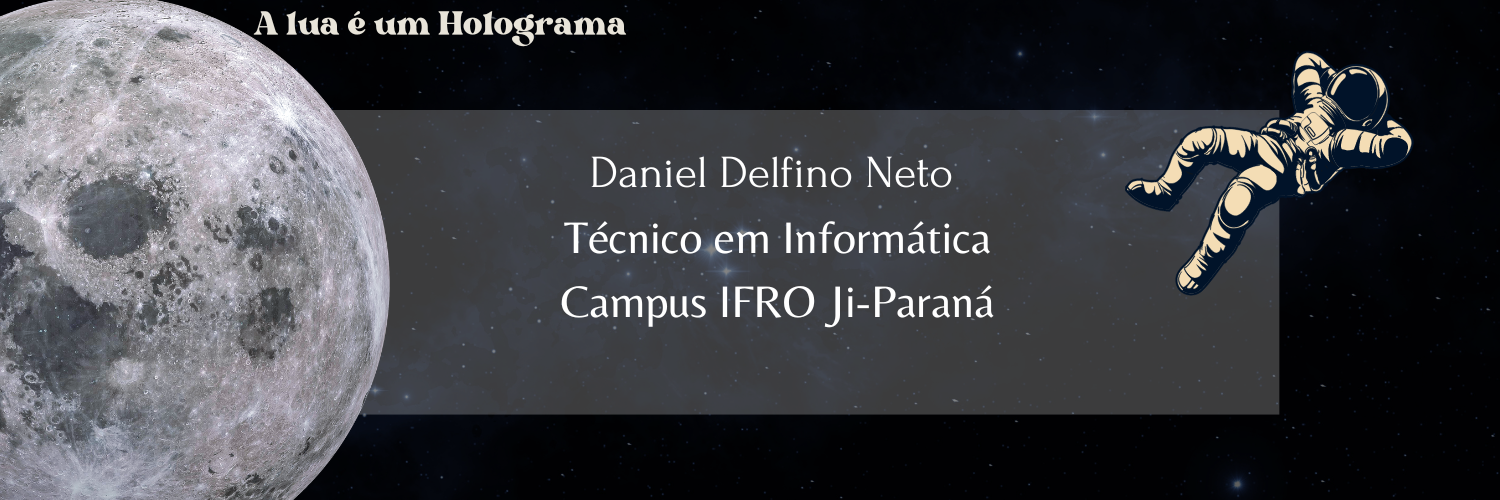 A lua é um Holograma
Daniel Delfino Neto
Técnico em Informática
Campus IFRO Ji-Paraná